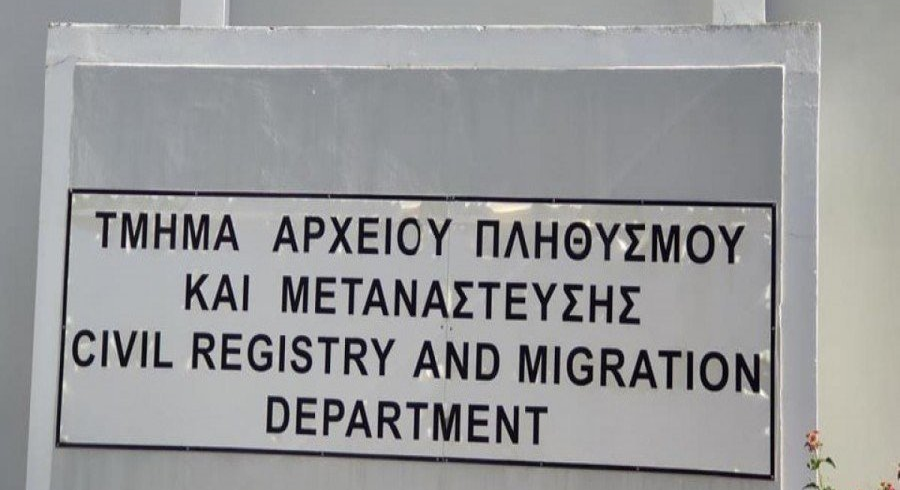 ΤΜΗΜΑ ΑΡΧΕΙΟΥ ΠΛΗΘΥΣΜΟΥ
ΚΑΙ ΜΕΤΑΝΑΣΤΕΥΣΗΣ
CIVIL REGISTRY AND MIGRATION
DEPARTMENT